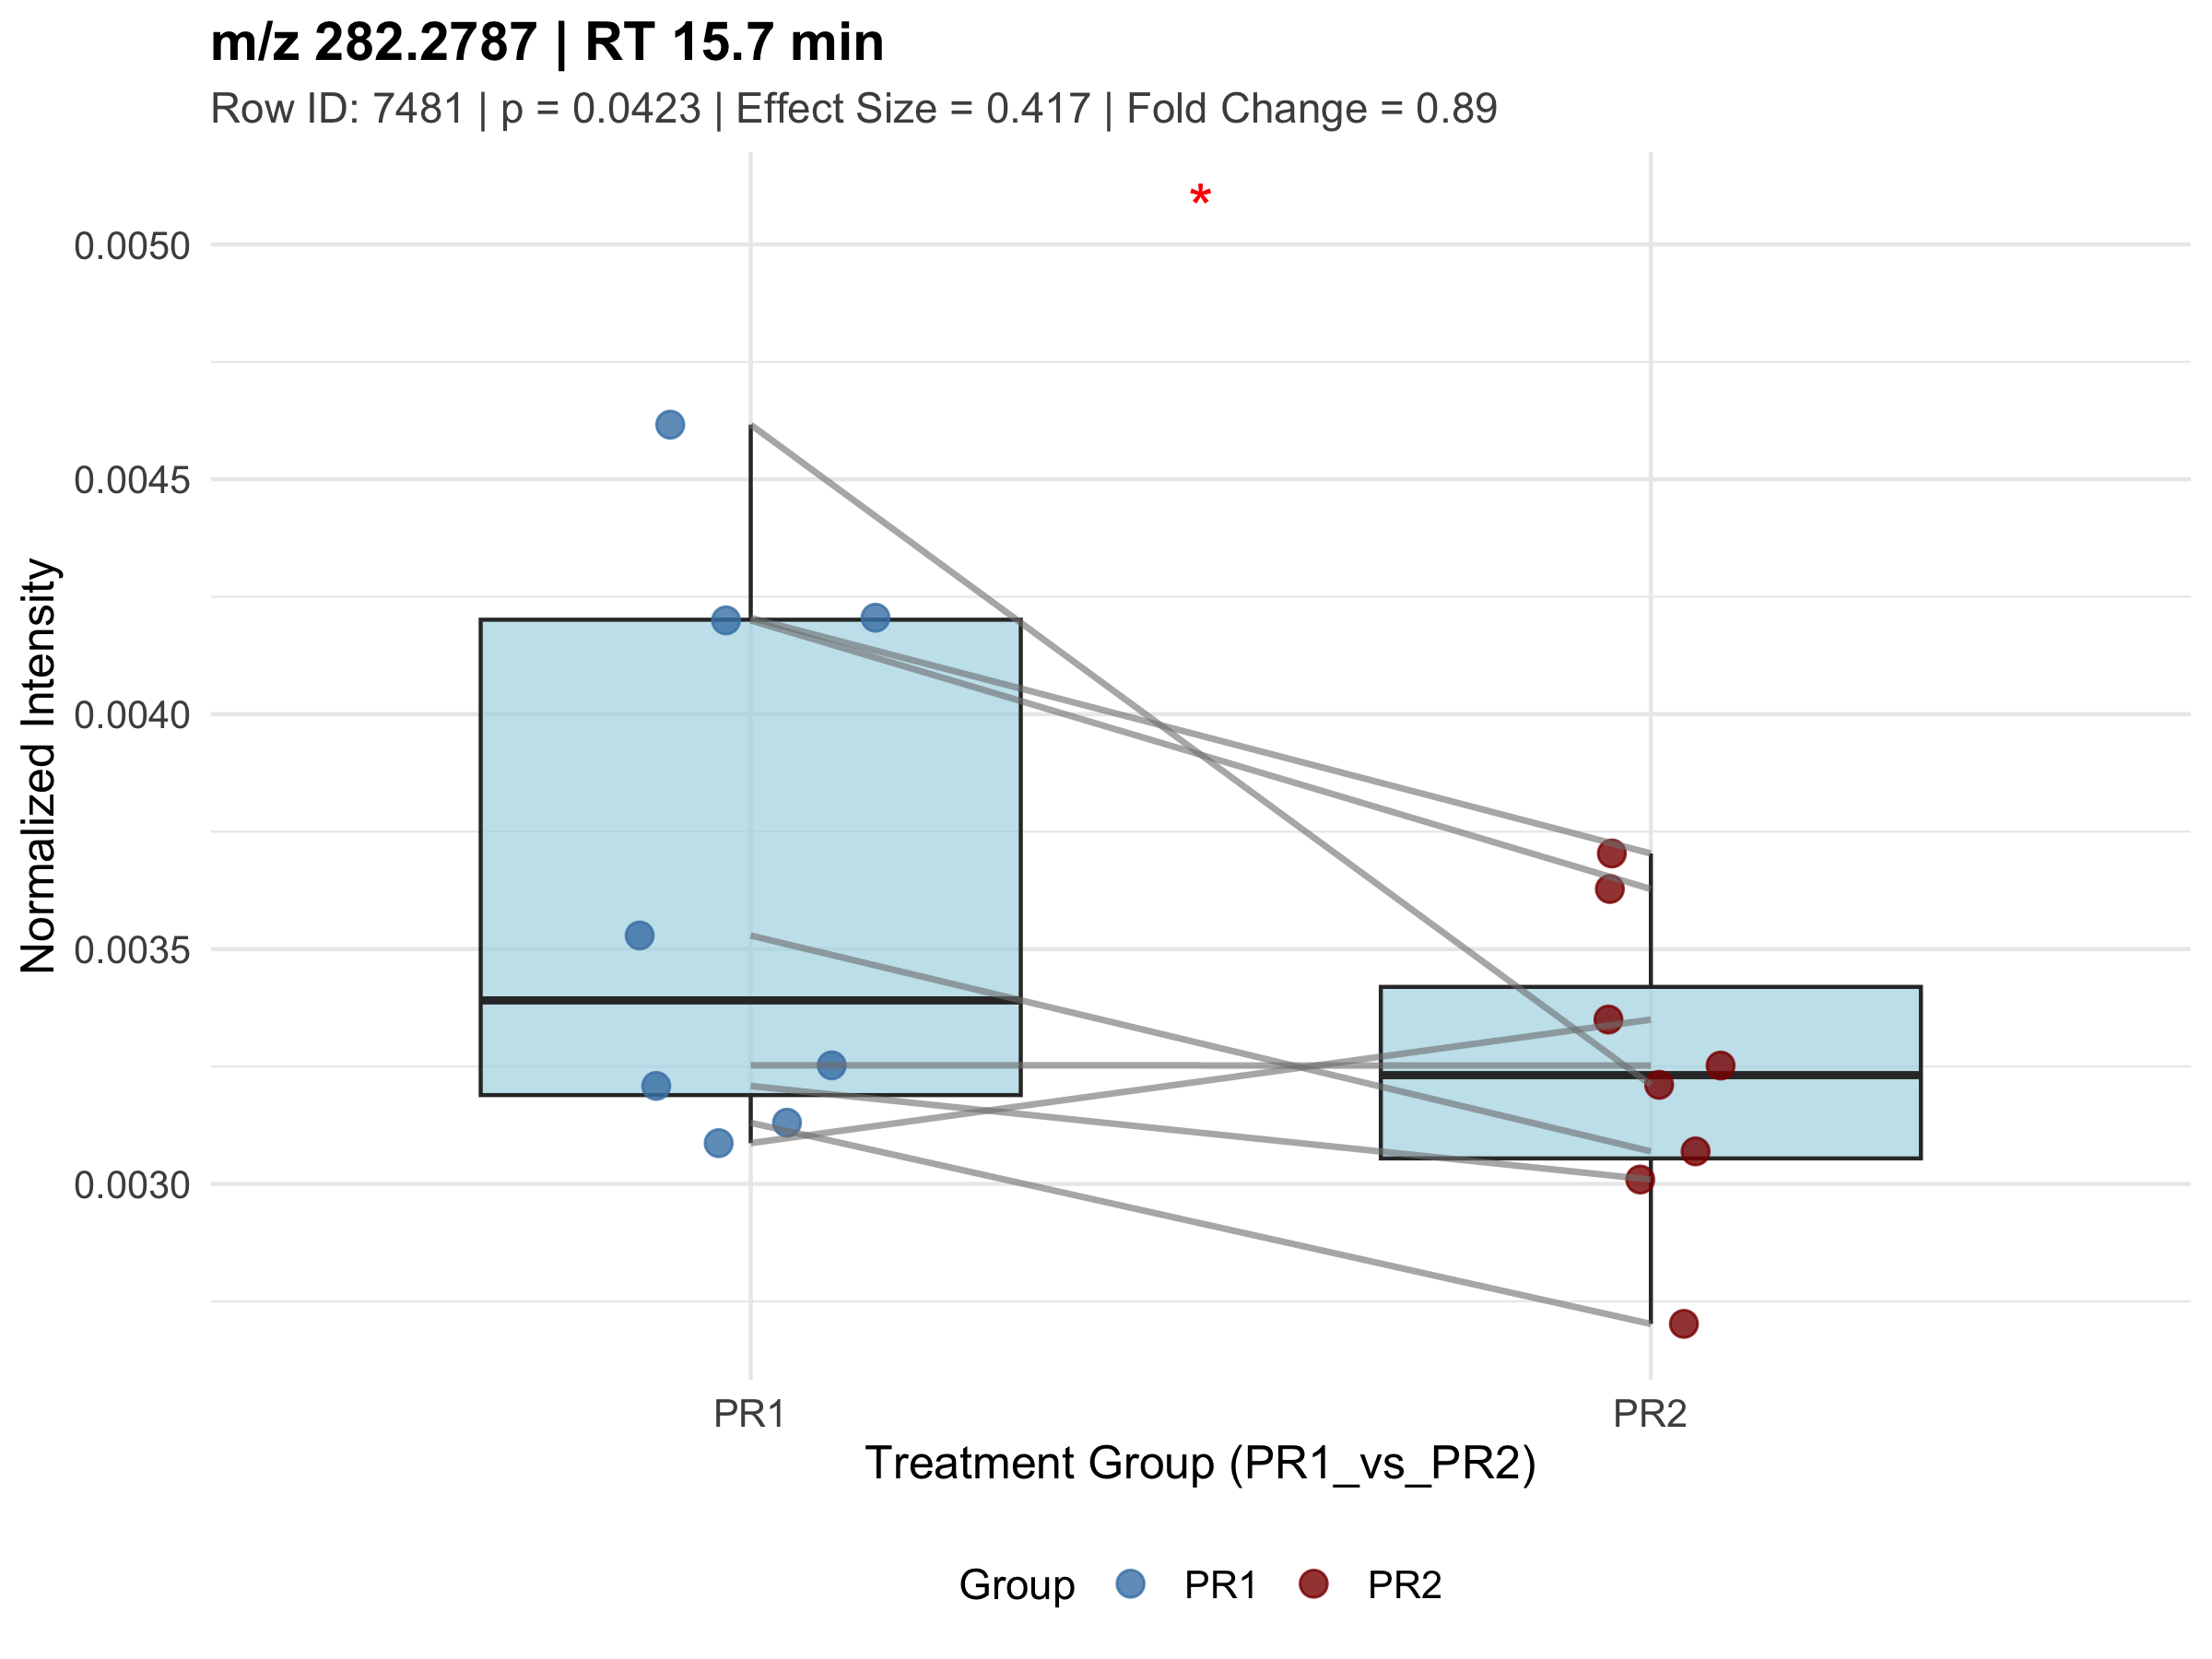 m/z 282.2787 | RT 15.7 min
Row ID: 7481 | p = 0.0423 | Effect Size = 0.417 | Fold Change = 0.89
*
0.0050
0.0045
0.0040
0.0035
0.0030
Normalized Intensity
PR1 PR2
Treatment Group (PR1_vs_PR2)
Group PR1 PR2